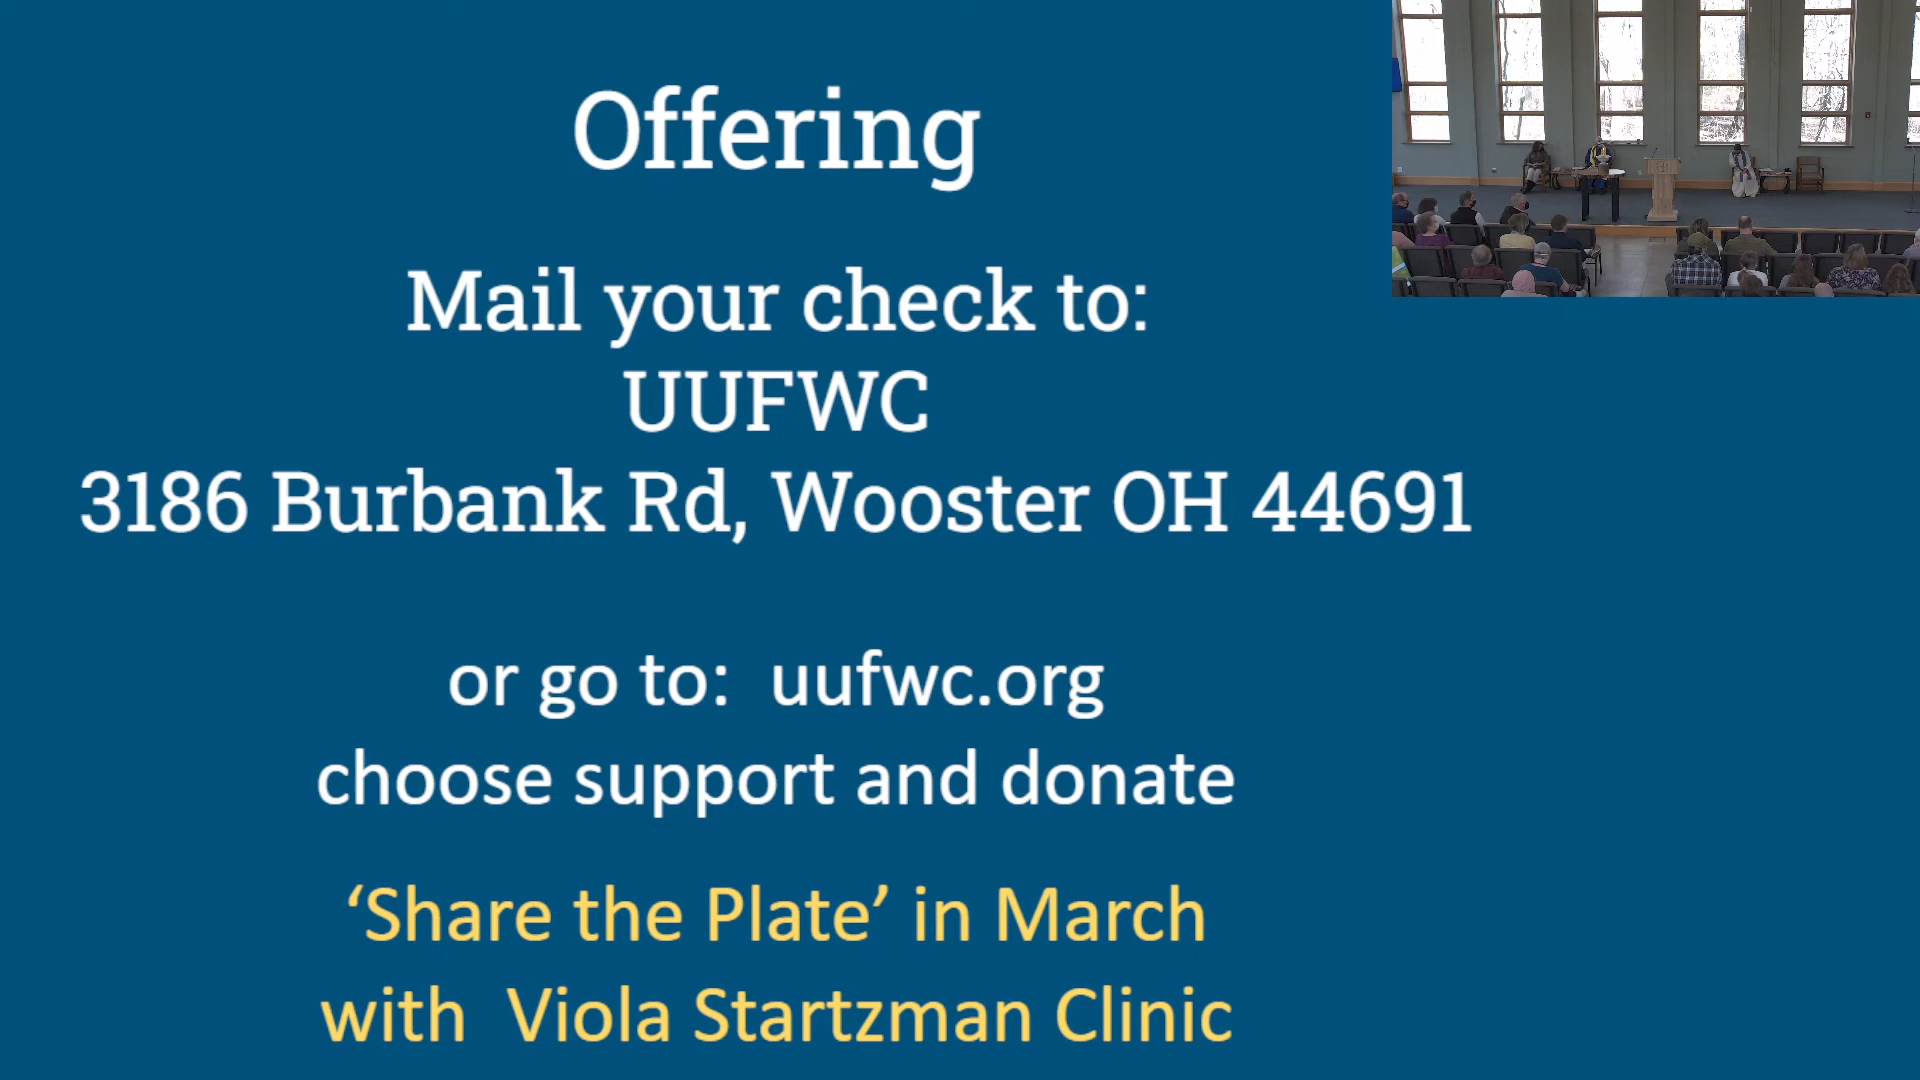 Offering
Mail your check to:
UUFWC
3186 Burbank Rd, Wooster OH 44691
or go to: uufwc.org
choose support and donate
‘Share the Plate’ in March
with Viola Startzman Clinic